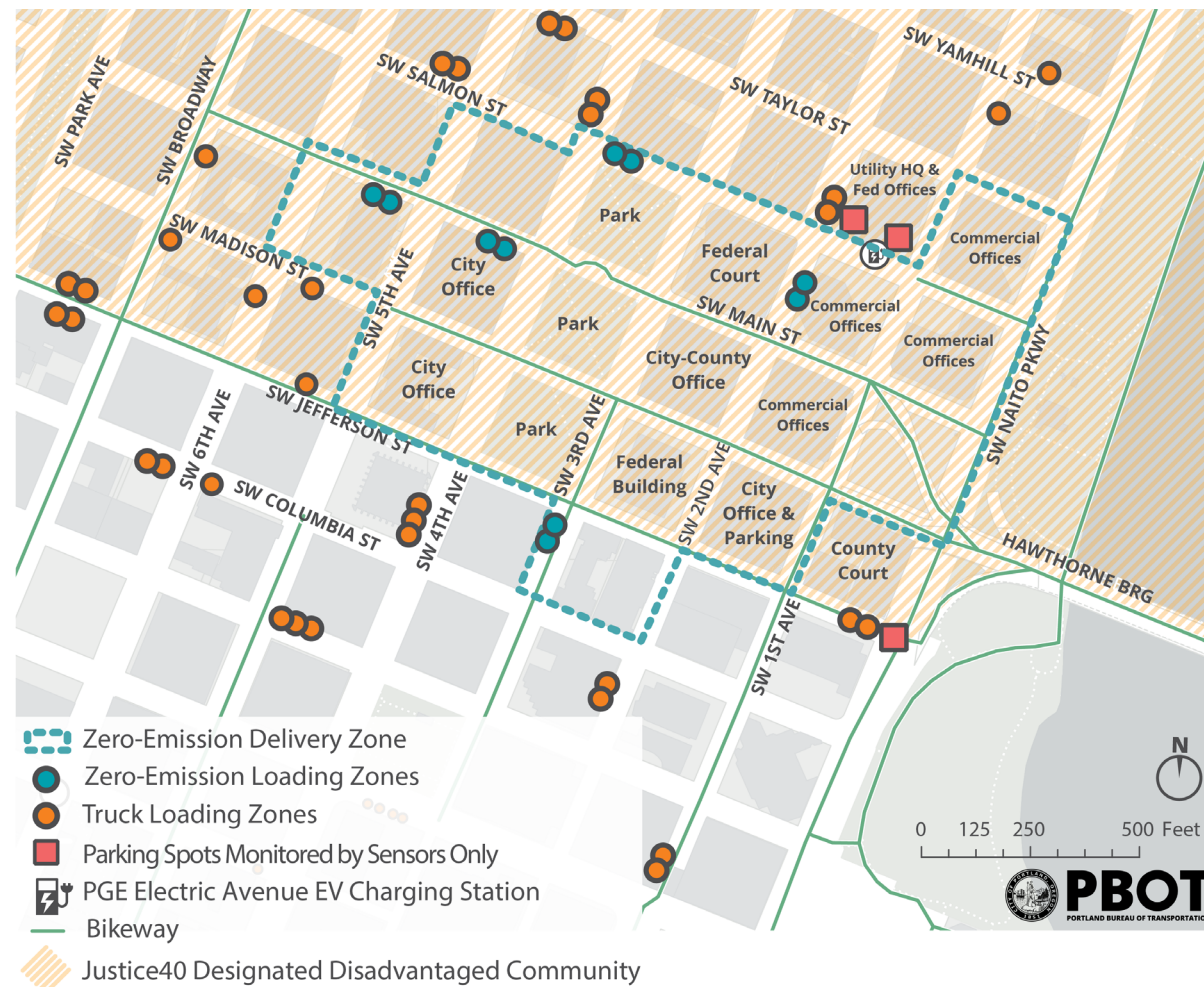 SW PARK AVE
SW BROADWAY
SW SALMON ST
SW TAYLOR ST
SW YAMHILL ST
Utility HQ &
Fed Offices
Park
Commercial
Offices
Federal
Court
SW MADISON ST
City
Office
SW 5TH AVE
SW MAIN ST
Commercial
Offices
Park
Commercial
Offices
SW NAITO PKWY
City-County
Office
City
Office
Commercial
Offices
SW JEFFERSON ST
Park
SW 3RD AVE
SW 6TH AVE
Federal
Building
SW 2ND AVE
City
Office &
Parking
SW COLUMBIA ST
SW 4TH AVE
County
Court
HAWTHORNE BRG
SW 1ST AVE
Zero-Emission Delivery Zone
Zero-Emission Loading Zones
Truck Loading Zones
Parking Spots Monitored by Sensors Only
PGE Electric Avenue EV Charging Station
Bikeway
Justice40 Designated Disadvantaged Community
N
0 125 250 500 Feet
PBOT
PORTLAND BUREAU OF TRANSPORTATION